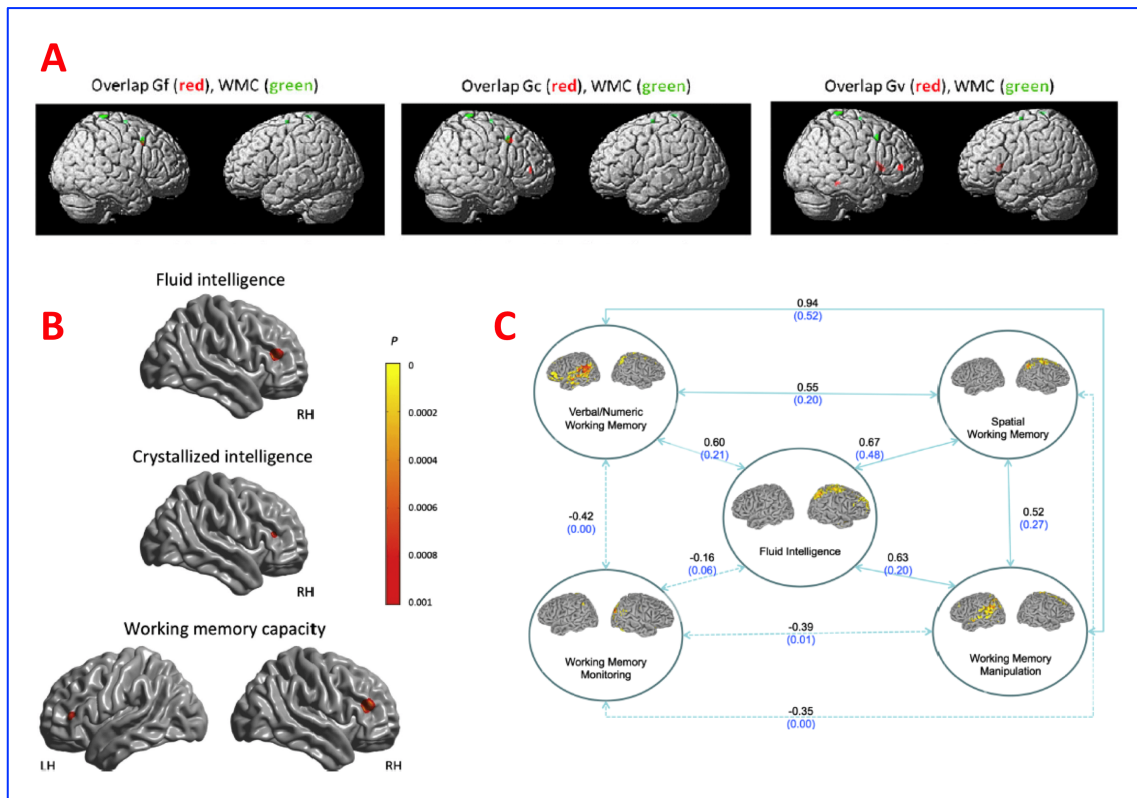 A
Overlap Gf (red), WMC (green)
Overlap Gc (red), WMC (green)
Overlap Gv (red), WMC (green)
B
Fluid intelligence
RH
Crystallized intelligence
RH
Working memory capacity
LH
RH
P
0
0.0002
0.0004
0.0006
0.0008
0.001
C
0.94
(0.52)
Verbal/Numeric
Working Memory
0.55
(0.20)
Spatial
Working Memory
0.60
(0.21)
0.67
(0.48)
-0.42
(0.00)
Fluid Intelligence
0.52
(0.27)
-0.16
(0.06)
0.63
(0.20)
Working Memory
Monitoring
-0.39
(0.01)
Working Memory
Manipulation
-0.35
(0.00)